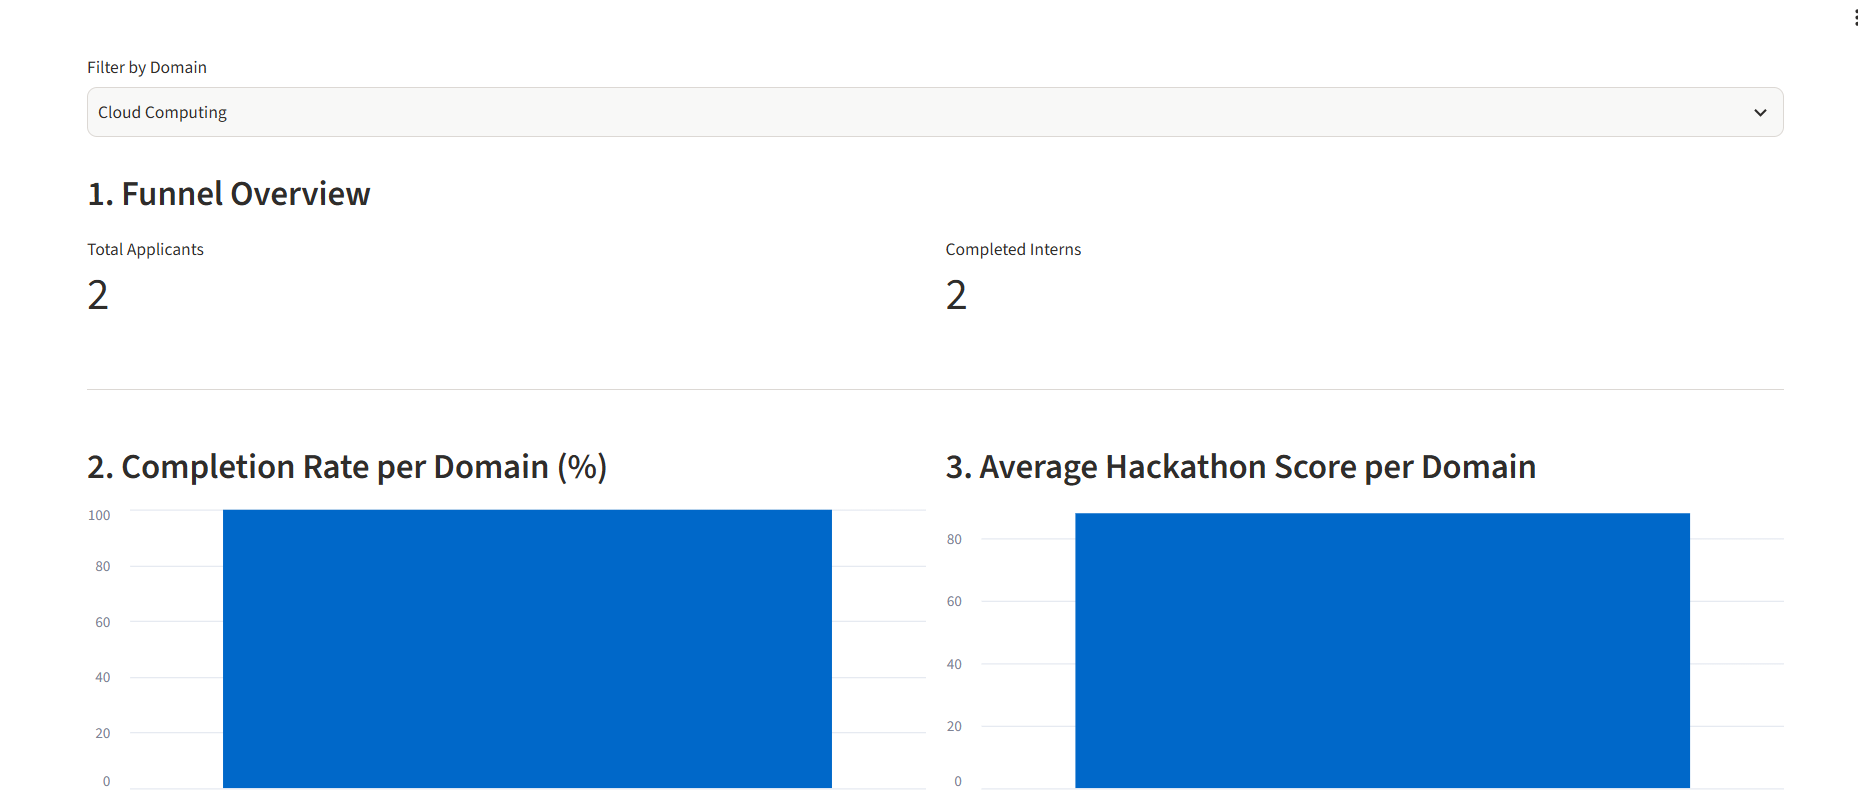 Filter by Domain
Cloud Computing
1. Funnel Overview
Total Applicants
2
Completed Interns
2
2. Completion Rate per Domain (%)
100
80
60
40
20
0
3. Average Hackathon Score per Domain
80
60
40
20
0